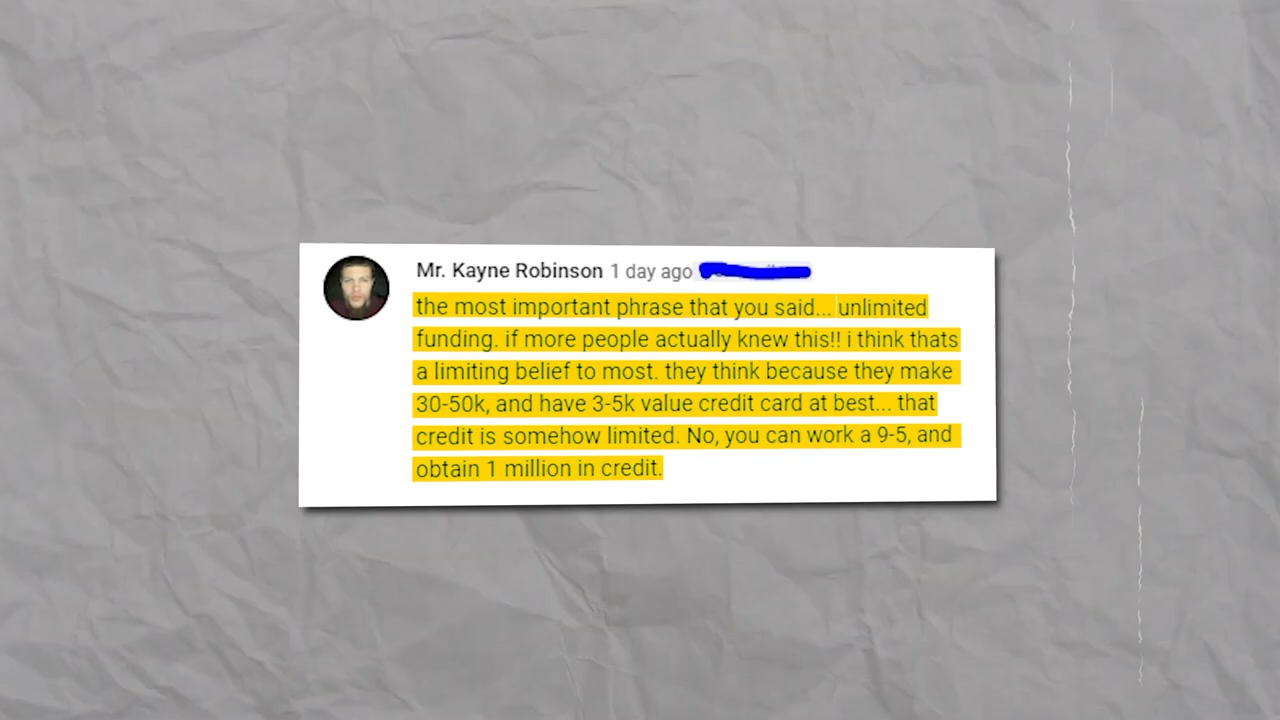 Mr. Kayne Robinson 1 day ago
the most important phrase that you said... unlimited
funding. if more people actually knew this!! i think thats
a limiting belief to most. they think because they make
30-50k, and have 3-5k value credit card at best... that
credit is somehow limited. No, you can work a 9-5, and
obtain 1 million in credit.